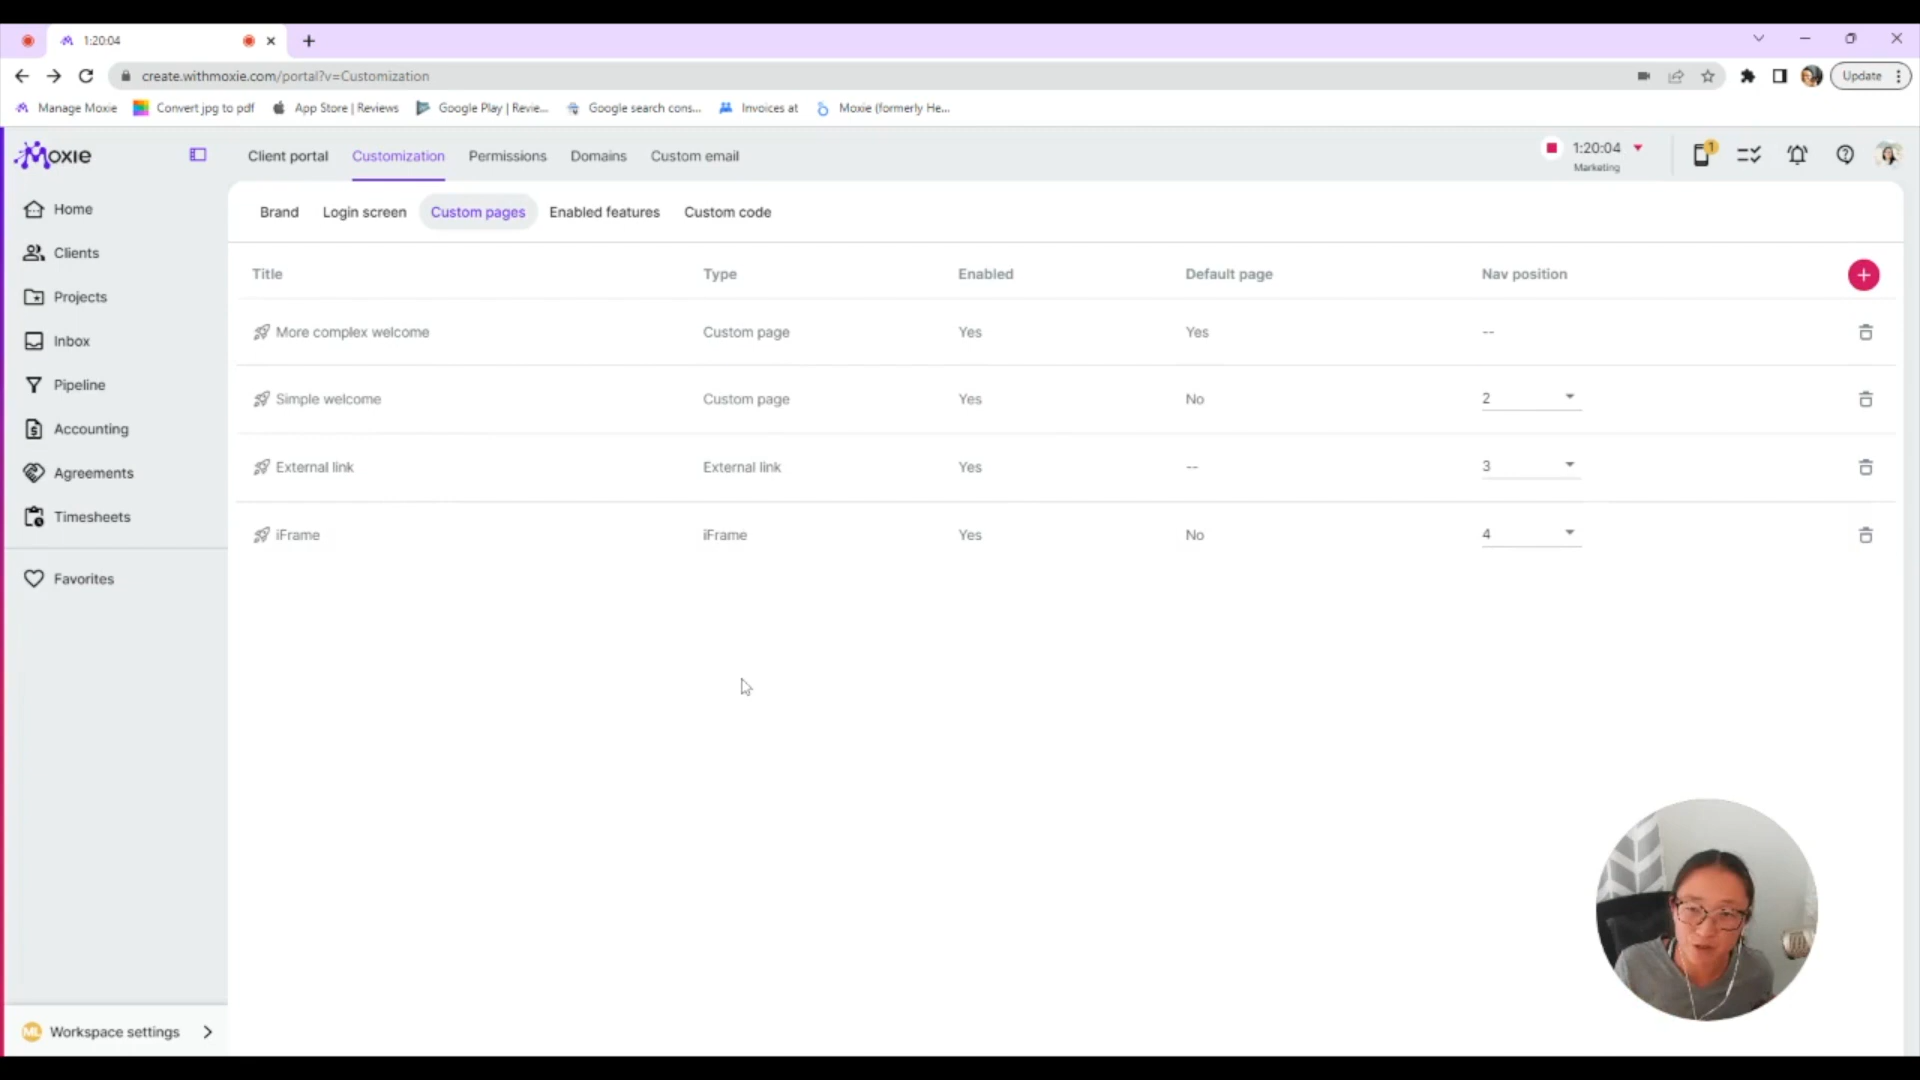 1:20:04
create.withmoxie.com/portal?v=Customization
Update
Manage Moxie
Convert jpg to pdf
App Store | Reviews
Google Play | Revie...
Google search cons...
Invoices at
Moxie (formerly He...
Moxie
Client portal
Customization
Permissions
Domains
Custom email
1:20:04
Marketing
1
Home
Clients
Projects
Inbox
Pipeline
Accounting
Agreements
Timesheets
Favorites
Brand
Login screen
Custom pages
Enabled features
Custom code
Title Type Enabled Default page Nav position
More complex welcome Custom page Yes Yes --
Simple welcome Custom page Yes No 2
External link External link Yes -- 3
iFrame iFrame Yes No 4
ML
Workspace settings